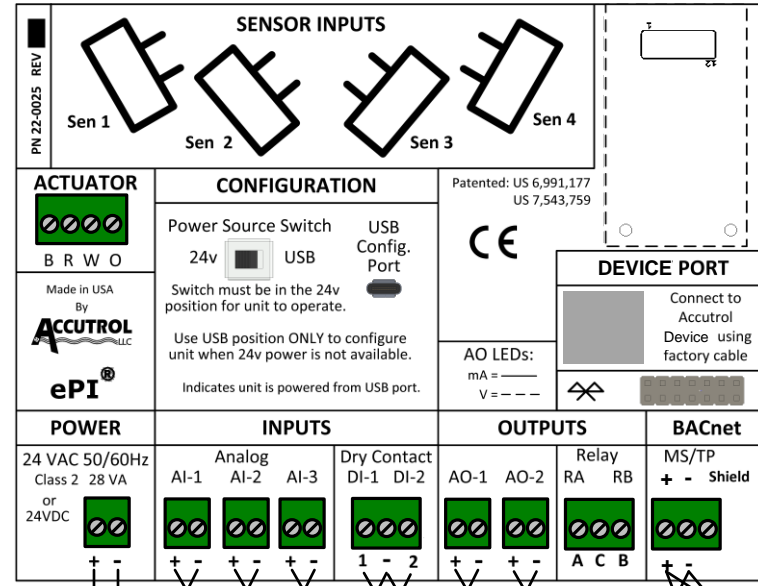 PN 22-0025 REV
SENSOR INPUTS
Sen 1
Sen 2
Sen 3
Sen 4
1
12
ACTUATOR
B R W O
CONFIGURATION
Power Source Switch
24v
USB
USB
Config.
Port
Switch must be in the 24v
position for unit to operate.
Use USB position ONLY to configure
unit when 24v power is not available.
Indicates unit is powered from USB port.
Patented: US 6,991,177
US 7,543,759
CE
DEVICE PORT
Connect to
Accutrol
Device using
factory cable
Made in USA
By
ACCUTROL
LLC
ePI®
AO LEDs:
mA =
V =
POWER
24 VAC 50/60Hz
Class 2 28 VA
or
24VDC
+ -
INPUTS
Analog
AI-1 AI-2 AI-3
+ - + - + -
Dry Contact
DI-1 DI-2
1 - 2
OUTPUTS
AO-1 AO-2
+ - + -
Relay
RA RB
A C B
BACnet
MS/TP
+ - Shield
+ -